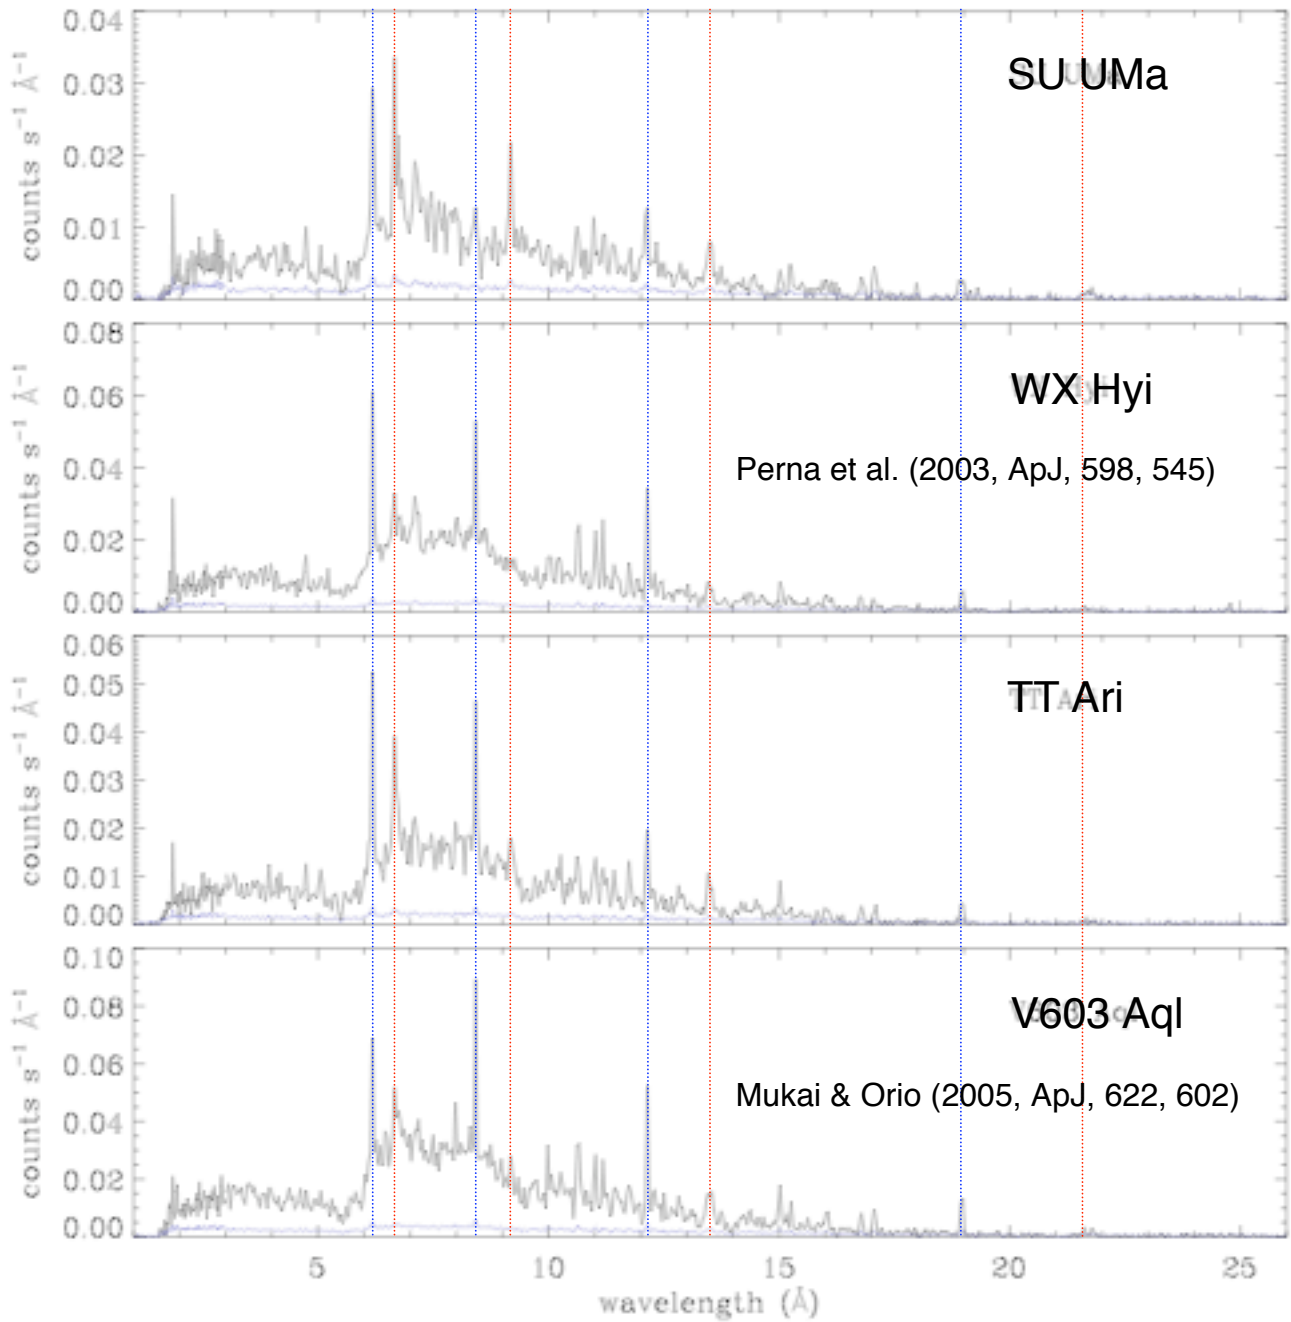 0.04
0.03
0.02
0.01
0.00
counts s⁻¹ Å⁻¹
SU UMa
0.08
0.06
0.04
0.02
0.00
counts s⁻¹ Å⁻¹
WX Hyi
Perna et al. (2003, ApJ, 598, 545)
0.06
0.05
0.04
0.03
0.02
0.01
0.00
counts s⁻¹ Å⁻¹
TT Ari
0.10
0.08
0.06
0.04
0.02
0.00
counts s⁻¹ Å⁻¹
V603 Aql
Mukai & Orio (2005, ApJ, 622, 602)
5 10 15 20 25
wavelength (Å)